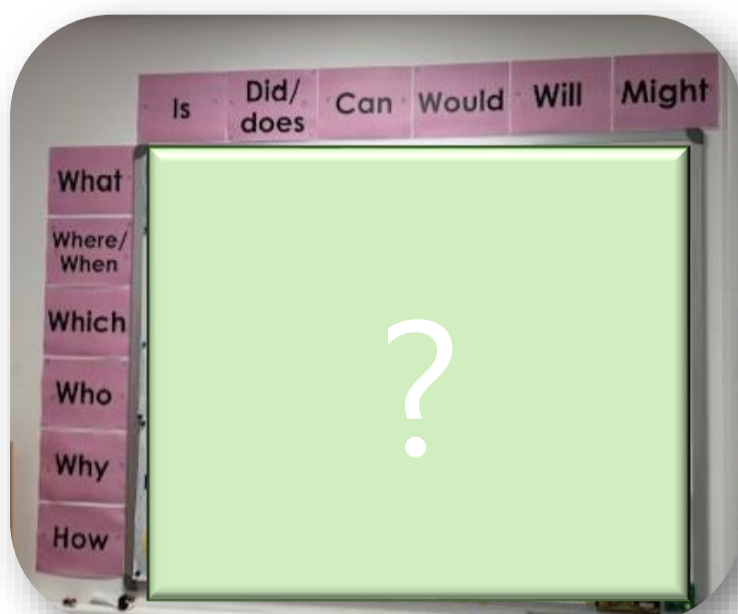 Is
Did/
does
Can
Would
Will
Might
What
Where/
When
Which
Who
Why
How
?